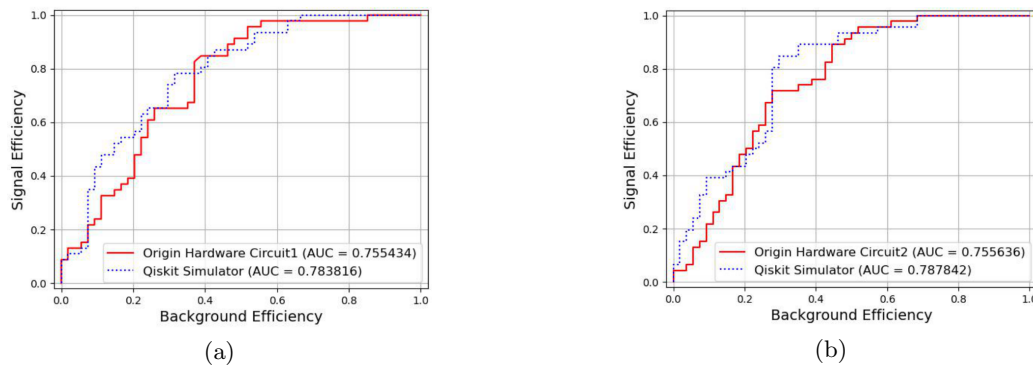 1.0
0.8
0.6
0.4
0.2
0.0
Signal Efficiency
Origin Hardware Circuit1 (AUC = 0.755434)
Qiskit Simulator (AUC = 0.783816)
0.0 0.2 0.4 0.6 0.8 1.0
Background Efficiency
(a)
1.0
0.8
0.6
0.4
0.2
0.0
Signal Efficiency
Origin Hardware Circuit2 (AUC = 0.755636)
Qiskit Simulator (AUC = 0.787842)
0.0 0.2 0.4 0.6 0.8 1.0
Background Efficiency
(b)